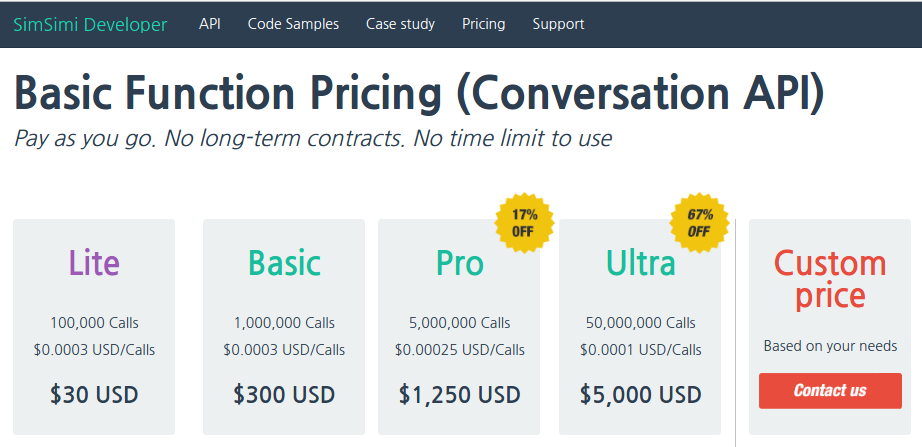 SimSimi Developer API Code Samples Case study Pricing Support
Basic Function Pricing (Conversation API)
Pay as you go. No long-term contracts. No time limit to use
Lite
100,000 Calls
$0.0003 USD/Calls
$30 USD
Basic
1,000,000 Calls
$0.0003 USD/Calls
$300 USD
17%
OFF
Pro
5,000,000 Calls
$0.00025 USD/Calls
$1,250 USD
67%
OFF
Ultra
50,000,000 Calls
$0.0001 USD/Calls
$5,000 USD
Custom
price
Based on your needs
Contact us